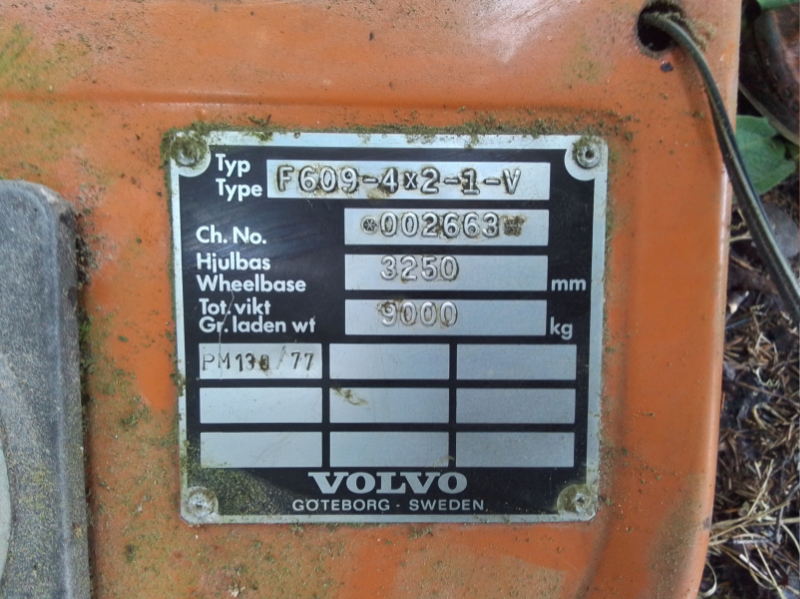 Typ
Type F609-4x2-1-V
Ch. No. *002663*
Hjulbas
Wheelbase 3250 mm
Tot. vikt
Gr. laden wt 9000 kg
VOLVO
GÖTEBORG · SWEDEN